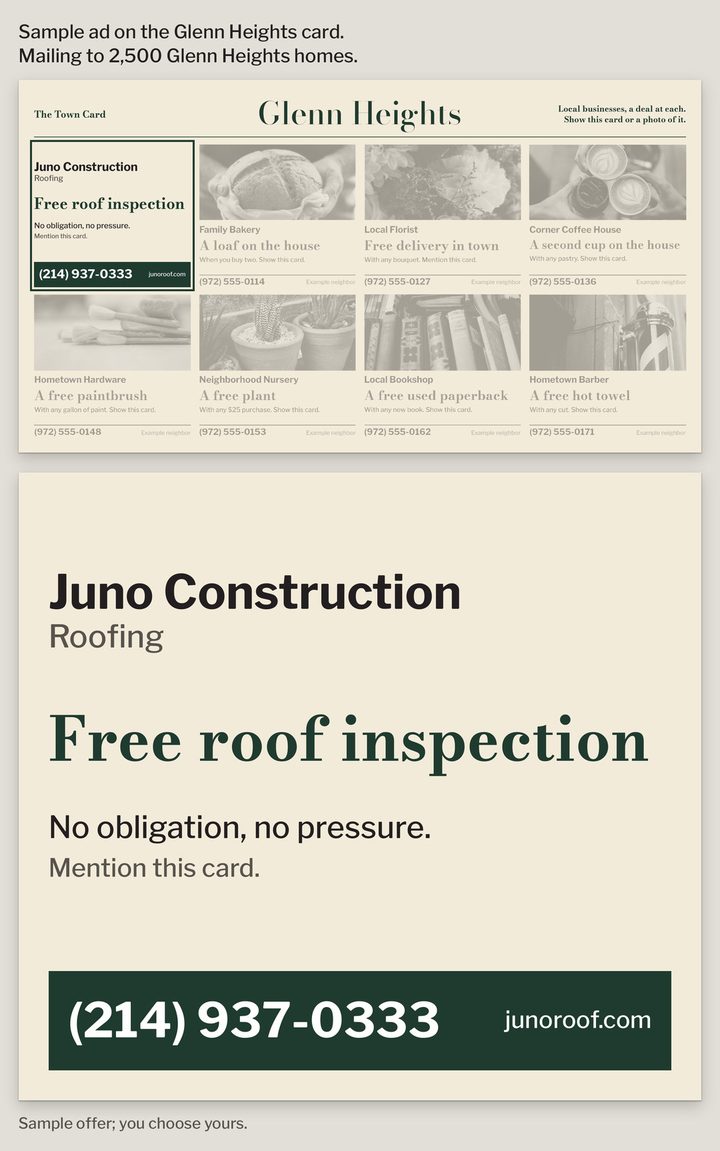 Sample ad on the Glenn Heights card.
Mailing to 2,500 Glenn Heights homes.
The Town Card
Glenn Heights
Local businesses, a deal at each.
Show this card or a photo of it.
Juno Construction
Roofing
Free roof inspection
No obligation, no pressure.
Mention this card.
(214) 937-0333
junoroof.com
Family Bakery
A loaf on the house
When you buy two. Show this card.
(972) 555-0114
Example neighbor
Local Florist
Free delivery in town
With any bouquet. Mention this card.
(972) 555-0127
Example neighbor
Corner Coffee House
A second cup on the house
With any pastry. Show this card.
(972) 555-0136
Example neighbor
Hometown Hardware
A free paintbrush
With any gallon of paint. Show this card.
(972) 555-0148
Example neighbor
Neighborhood Nursery
A free plant
With any $25 purchase. Show this card.
(972) 555-0153
Example neighbor
Local Bookshop
A free used paperback
With any new book. Show this card.
(972) 555-0162
Example neighbor
Hometown Barber
A free hot towel
With any cut. Show this card.
(972) 555-0171
Example neighbor
Juno Construction
Roofing
Free roof inspection
No obligation, no pressure.
Mention this card.
(214) 937-0333
junoroof.com
Sample offer; you choose yours.